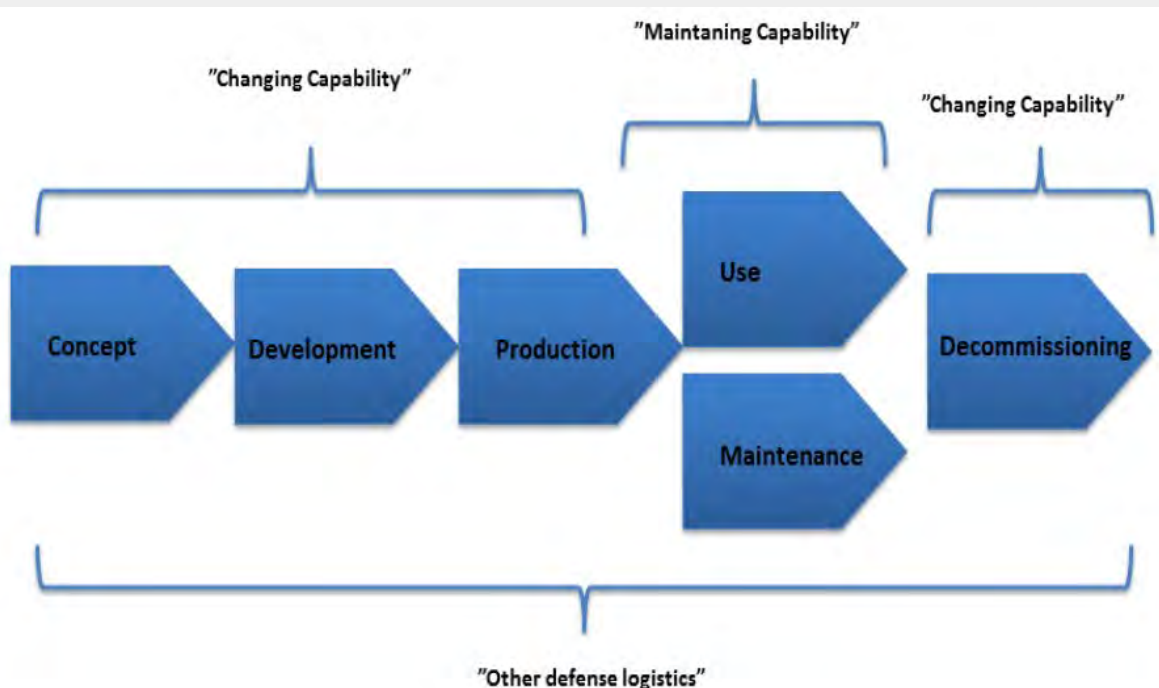 ”Maintaning Capability”
”Changing Capability”
”Changing Capability”
Use
Concept
Development
Production
Decommissioning
Maintenance
”Other defense logistics”